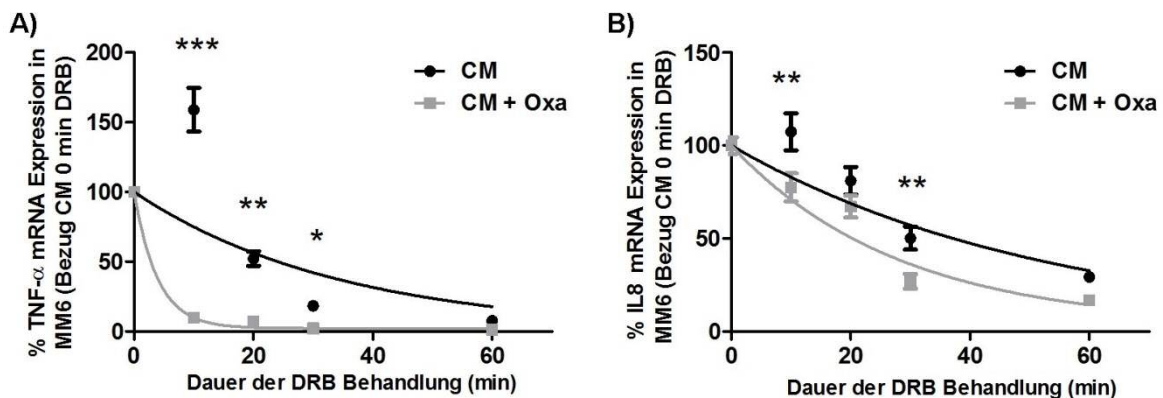 A)
% TNF-α mRNA Expression in
MM6 (Bezug CM 0 min DRB)
200
150
100
50
0
***
**
*
CM
CM + Oxa
0 20 40 60
Dauer der DRB Behandlung (min)
B)
% IL8 mRNA Expression in
MM6 (Bezug CM 0 min DRB)
150
100
50
0
**
**
CM
CM + Oxa
0 20 40 60
Dauer der DRB Behandlung (min)